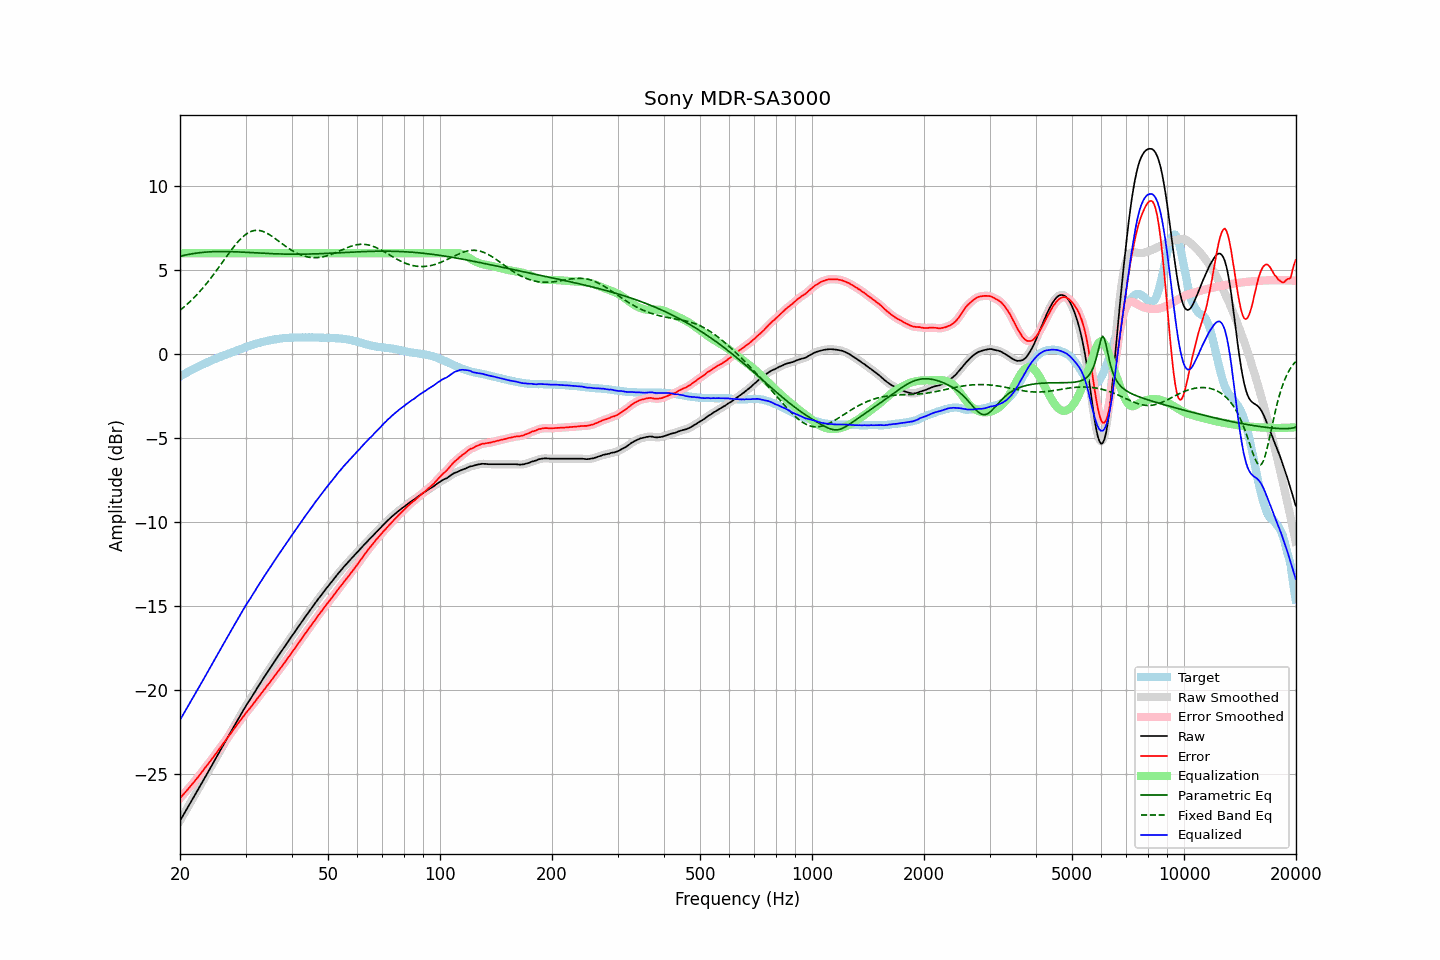 Sony MDR-SA3000
Amplitude (dBr)
10
5
0
−5
−10
−15
−20
−25
20
50
100
200
500
1000
2000
5000
10000
20000
Frequency (Hz)
Target
Raw Smoothed
Error Smoothed
Raw
Error
Equalization
Parametric Eq
Fixed Band Eq
Equalized